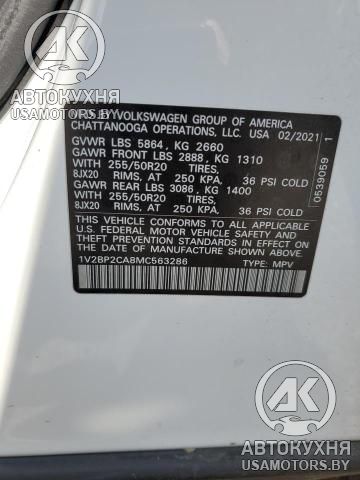 АК
АВТОКУХНЯ
USAMOTORS.BY
MFD. BY VOLKSWAGEN GROUP OF AMERICA
CHATTANOOGA OPERATIONS, LLC. USA 02/2021
GVWR LBS 5864, KG 2660
GAWR FRONT LBS 2888, KG 1310
WITH 255/50R20 TIRES,
8JX20 RIMS, AT 250 KPA, 36 PSI COLD
GAWR REAR LBS 3086, KG 1400
WITH 255/50R20 TIRES,
8JX20 RIMS, AT 250 KPA, 36 PSI COLD
THIS VEHICLE CONFORMS TO ALL APPLICABLE
U.S. FEDERAL MOTOR VEHICLE SAFETY
STANDARDS IN EFFECT ON THE DATE OF
MANUFACTURE SHOWN ABOVE.
1V2BP2CA8MC563286 TYPE: MPV
0539059 1
АК
АВТОКУХНЯ
USAMOTORS.BY